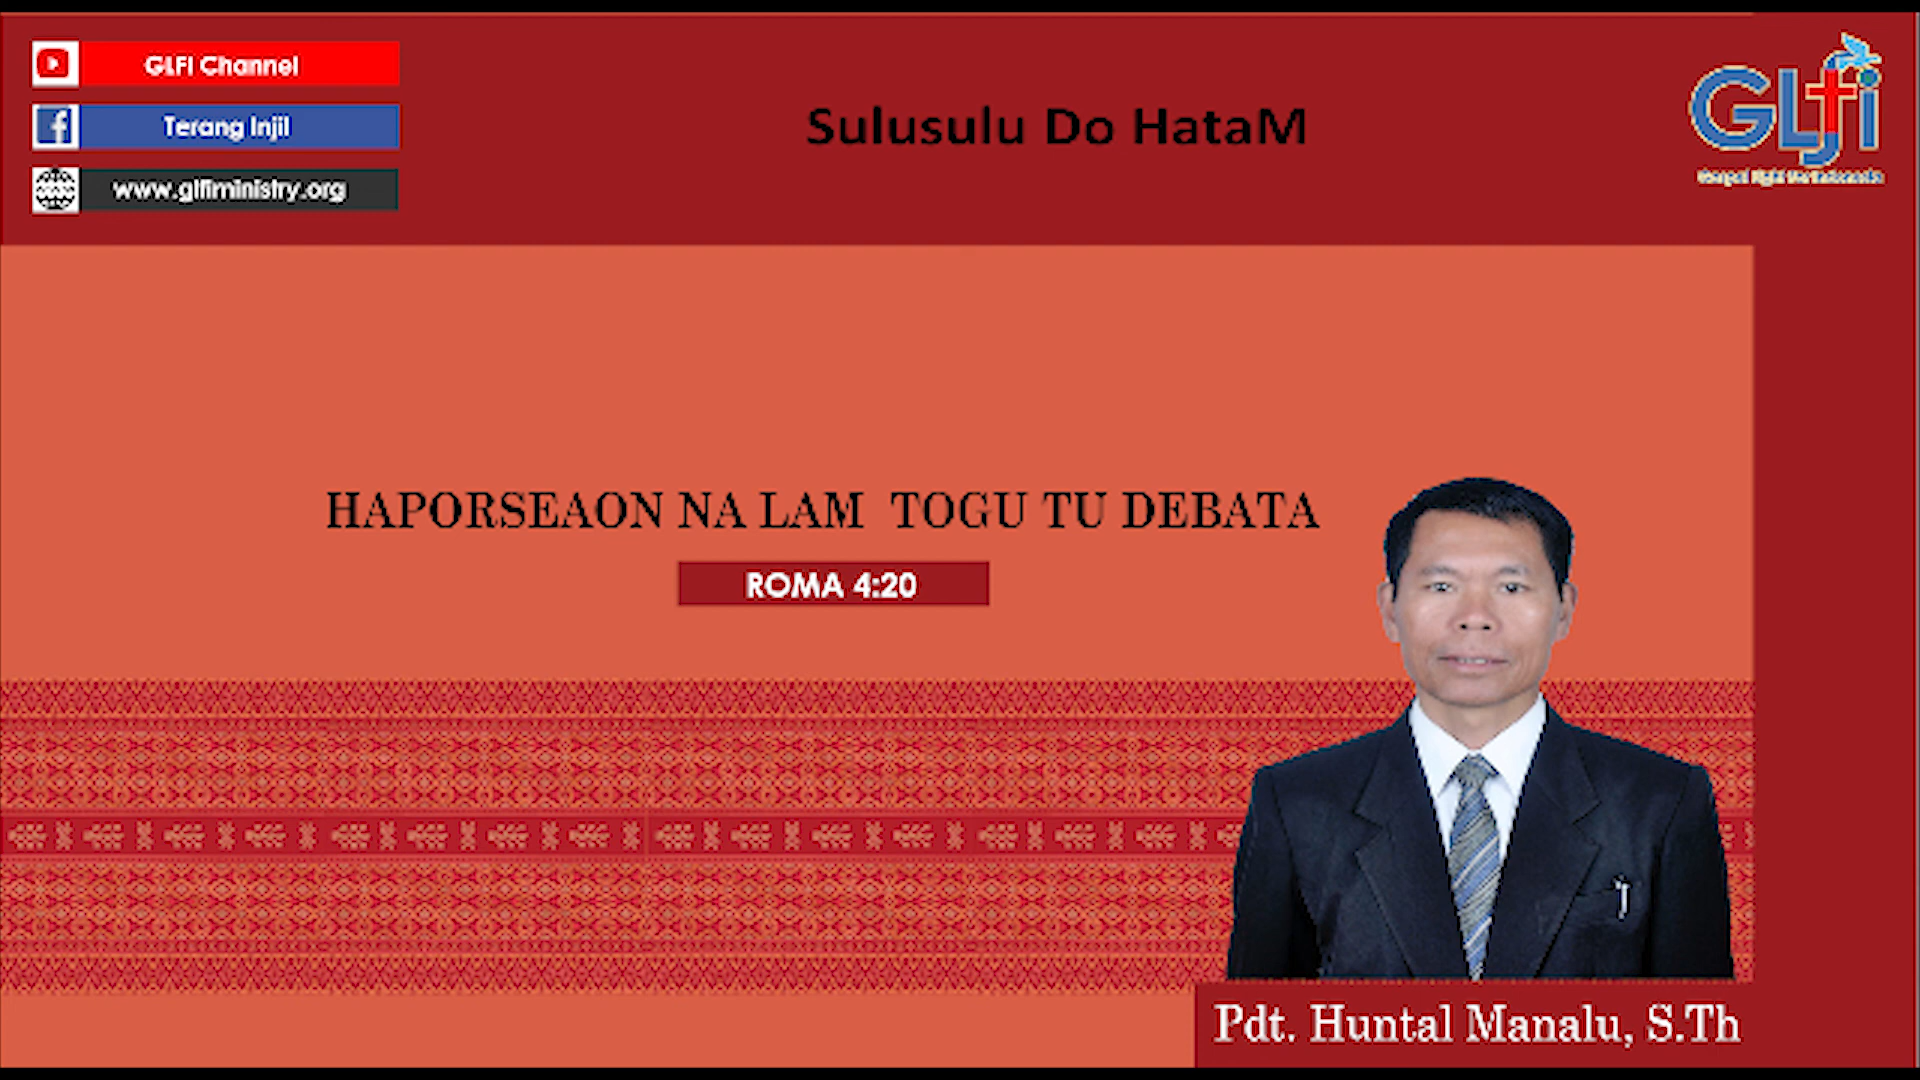 GLFI Channel
Terang Injil
www.glfiministry.org
Sulusulu Do HataM
GLfi
HAPORSEAON NA LAM TOGU TU DEBATA
ROMA 4:20
Pdt. Huntal Manalu, S.Th